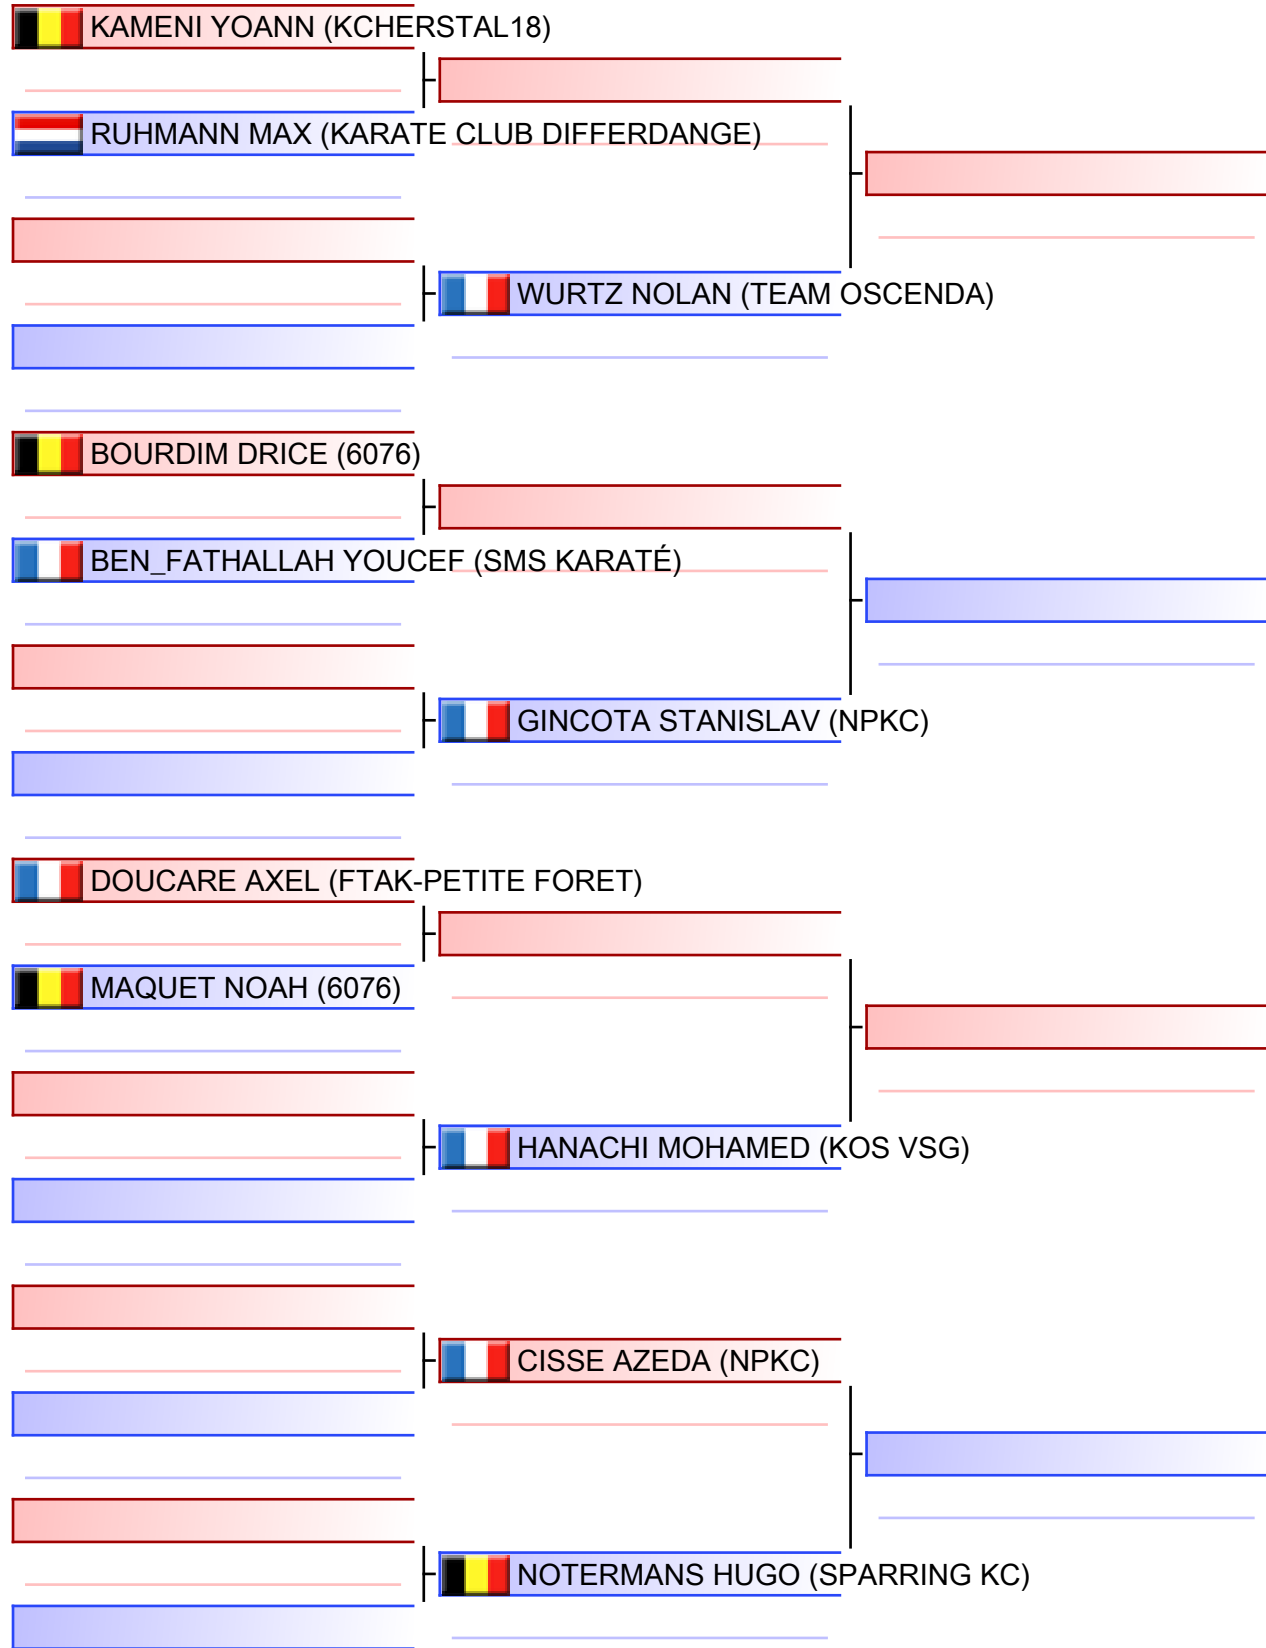 KAMENI YOANN (KCHERSTAL18)
RUHMANN MAX (KARATE CLUB DIFFERDANGE)
WURTZ NOLAN (TEAM OSCENDA)
BOURDIM DRICE (6076)
BEN_FATHALLAH YOUCEF (SMS KARATÉ)
GINCOTA STANISLAV (NPKC)
DOUCARE AXEL (FTAK-PETITE FORET)
MAQUET NOAH (6076)
HANACHI MOHAMED (KOS VSG)
CISSE AZEDA (NPKC)
NOTERMANS HUGO (SPARRING KC)